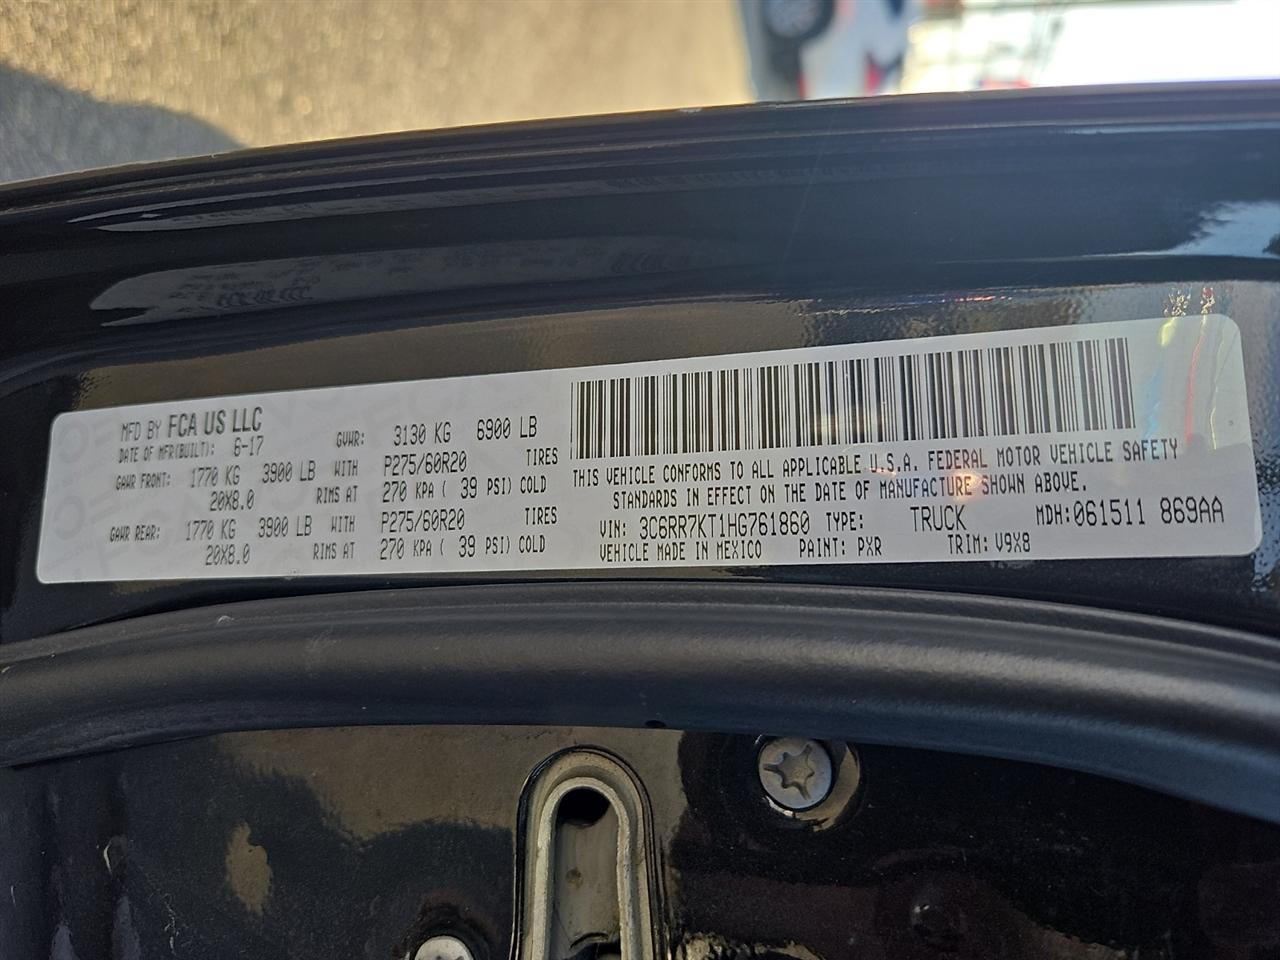 MFD BY FCA US LLC
DATE OF MFR(BUILT): 6-17 GVWR: 3130 KG 6900 LB
GAWR FRONT: 1770 KG 3900 LB WITH P275/60R20 TIRES
20X8.0 RIMS AT 270 KPA ( 39 PSI) COLD
GAWR REAR: 1770 KG 3900 LB WITH P275/60R20 TIRES
20X8.0 RIMS AT 270 KPA ( 39 PSI) COLD
THIS VEHICLE CONFORMS TO ALL APPLICABLE U.S.A. FEDERAL MOTOR VEHICLE SAFETY
STANDARDS IN EFFECT ON THE DATE OF MANUFACTURE SHOWN ABOVE.
VIN: 3C6RR7KT1HG761860 TYPE: TRUCK MDH:061511 869AA
VEHICLE MADE IN MEXICO PAINT: PXR TRIM: V9X8